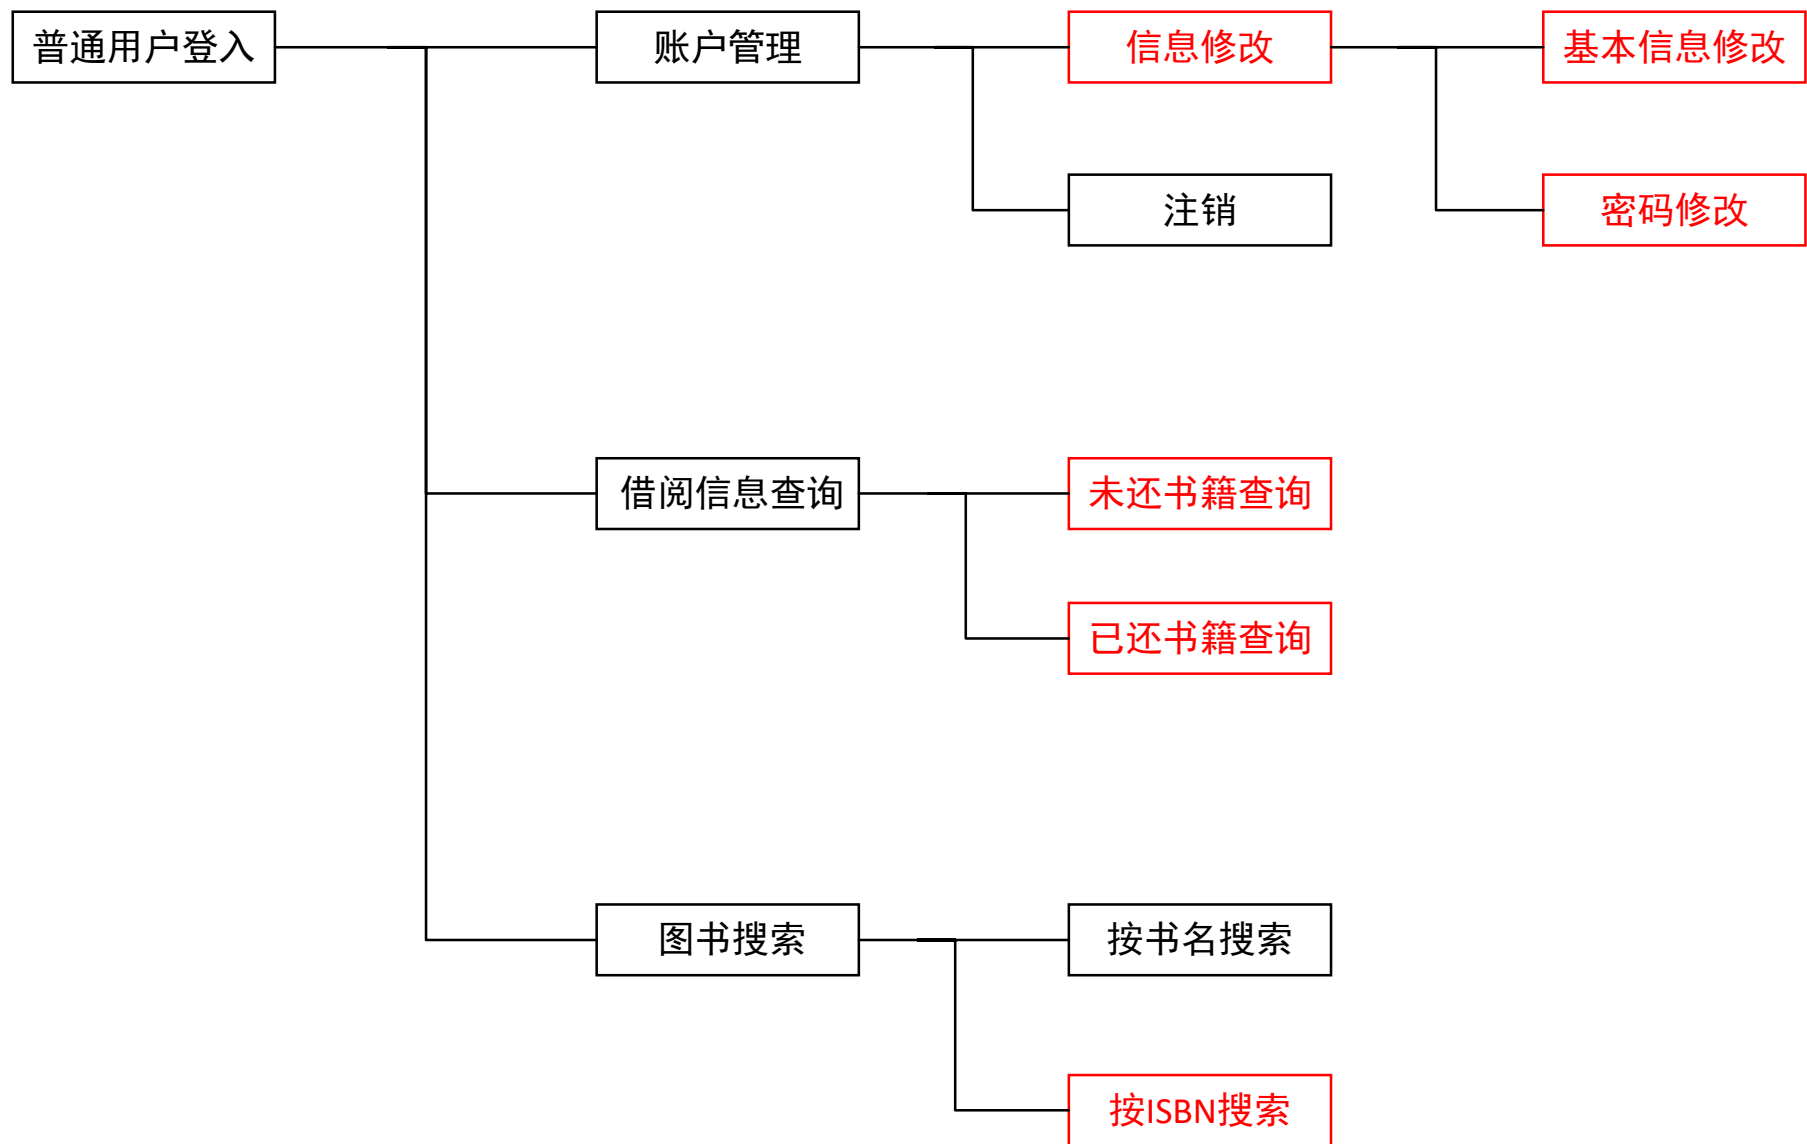 普通用户登入
账户管理
信息修改
基本信息修改
注销
密码修改
借阅信息查询
未还书籍查询
已还书籍查询
图书搜索
按书名搜索
按ISBN搜索